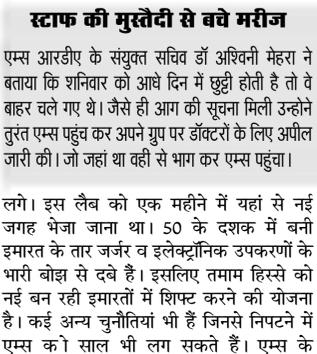 स्टाफ की मुस्तैदी से बचे मरीज
एम्स आरडीए के संयुक्त सचिव डॉ अश्विनी मेहरा ने
बताया कि शनिवार को आधे दिन में छुट्टी होती है तो वे
बाहर चले गए थे। जैसे ही आग की सूचना मिली उन्होने
तुरंत एम्स पहुंच कर अपने ग्रुप पर डॉक्टरों के लिए अपील
जारी की। जो जहां था वही से भाग कर एम्स पहुंचा।
लगे। इस लैब को एक महीने में यहां से नई
जगह भेजा जाना था। 50 के दशक में बनी
इमारत के तार जर्जर व इलेक्ट्रॉनिक उपकरणों के
भारी बोझ से दबे हैं। इसलिए तमाम हिस्से को
नई बन रही इमारतों में शिफ्ट करने की योजना
है। कई अन्य चुनौतियां भी हैं जिनसे निपटने में
एम्स को साल भी लग सकते हैं। एम्स के